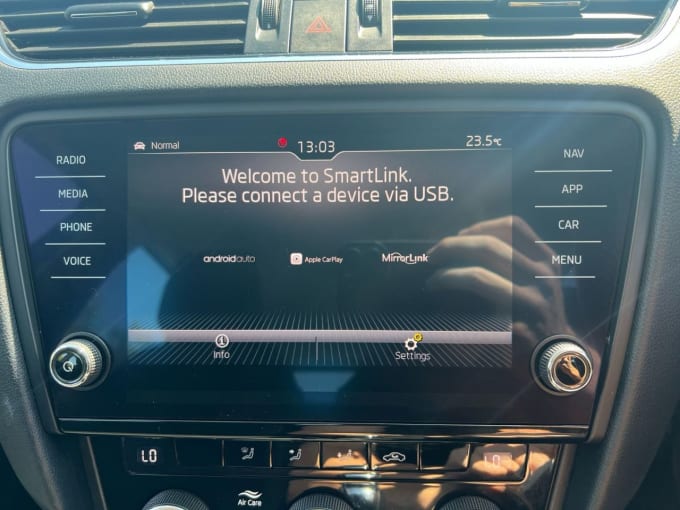 Normal
13:03
23.5°C
RADIO
MEDIA
PHONE
VOICE
Welcome to SmartLink.
Please connect a device via USB.
androidauto
Apple CarPlay
MirrorLink
NAV
APP
CAR
MENU
Info
Settings
LO
LO
Air Care